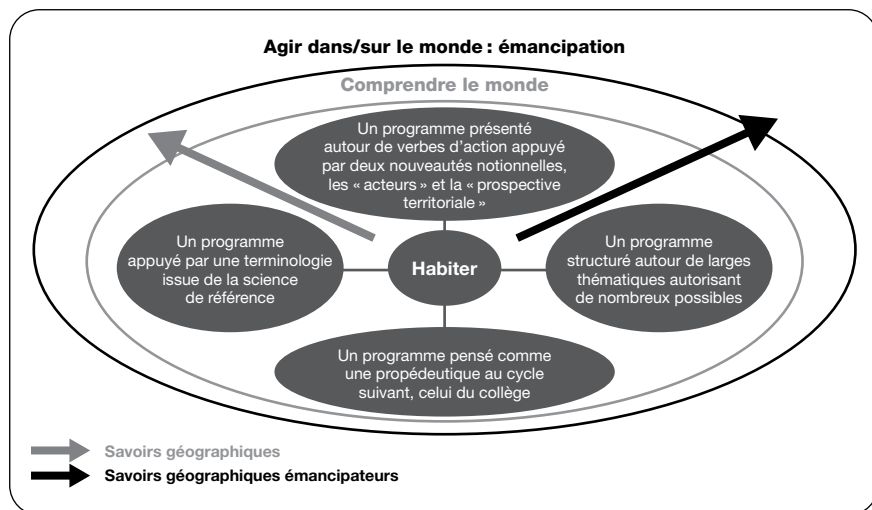 Agir dans/sur le monde : émancipation
Comprendre le monde
Un programme présenté
autour de verbes d'action appuyé
par deux nouveautés notionnelles,
les « acteurs » et la « prospective
territoriale »
Un programme
appuyé par une terminologie
issue de la science
de référence
Habiter
Un programme
structuré autour de larges
thématiques autorisant
de nombreux possibles
Un programme pensé comme
une propédeutique au cycle
suivant, celui du collège
Savoirs géographiques
Savoirs géographiques émancipateurs